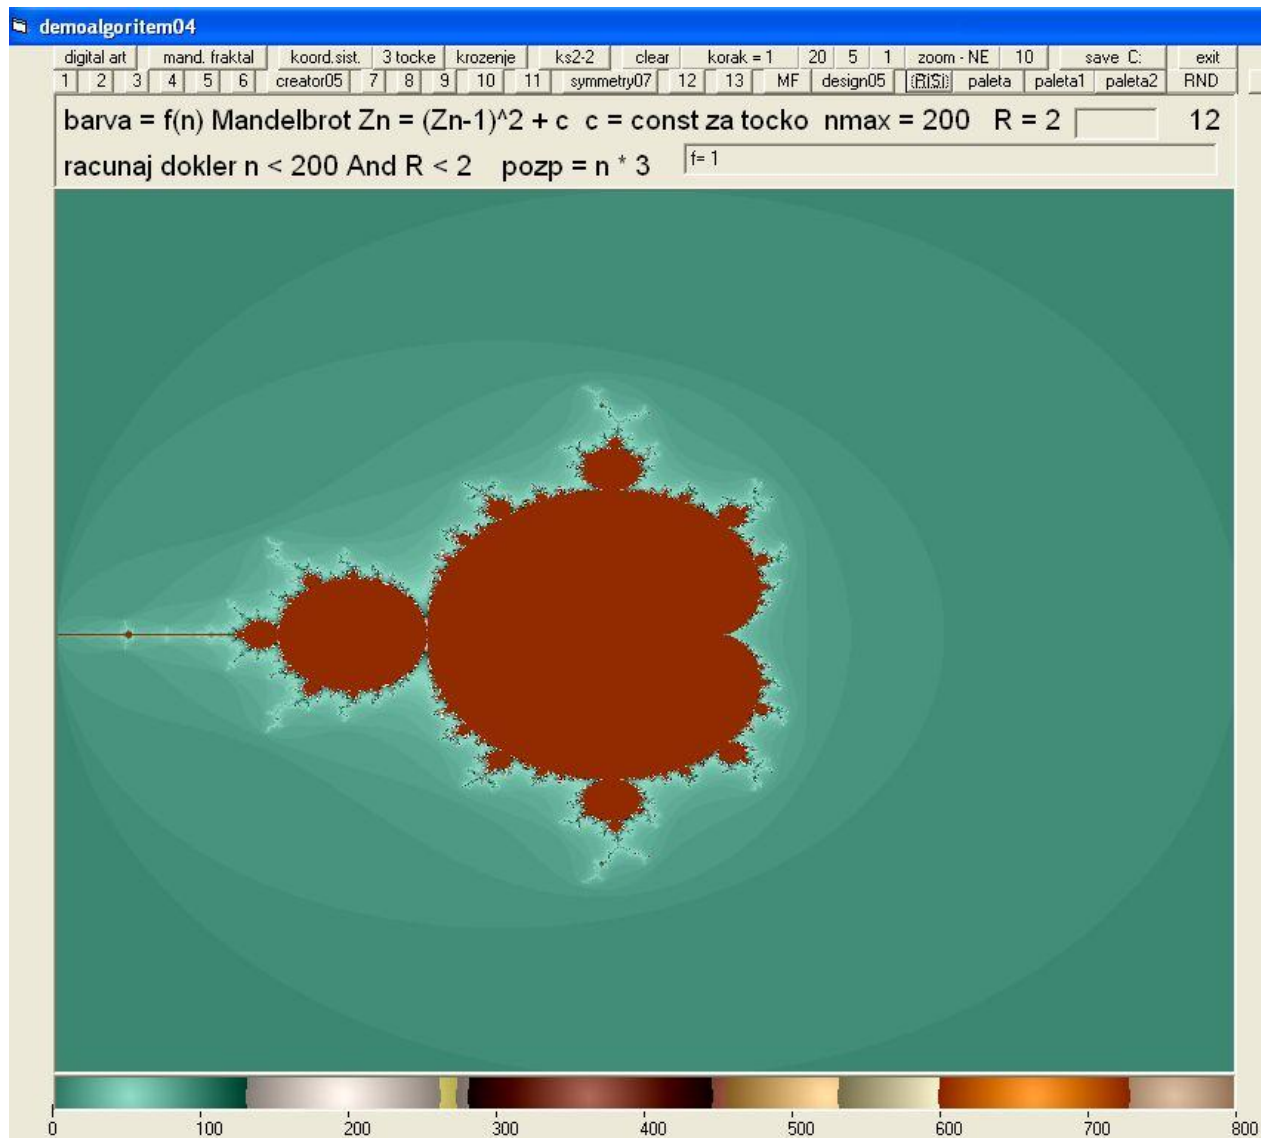 demoalgoritem04
digital art mand. fraktal koord.sist. 3 tocke krozenje ks2-2 clear korak = 1 20 5 1 zoom - NE 10 save C: exit
1 2 3 4 5 6 creator05 7 8 9 10 11 symmetry07 12 13 MF design05 RISI paleta paleta1 paleta2 RND
barva = f(n) Mandelbrot Zn = (Zn-1)^2 + c c = const za tocko nmax = 200 R = 2 12
racunaj dokler n < 200 And R < 2 pozp = n * 3 f= 1
0 100 200 300 400 500 600 700 800